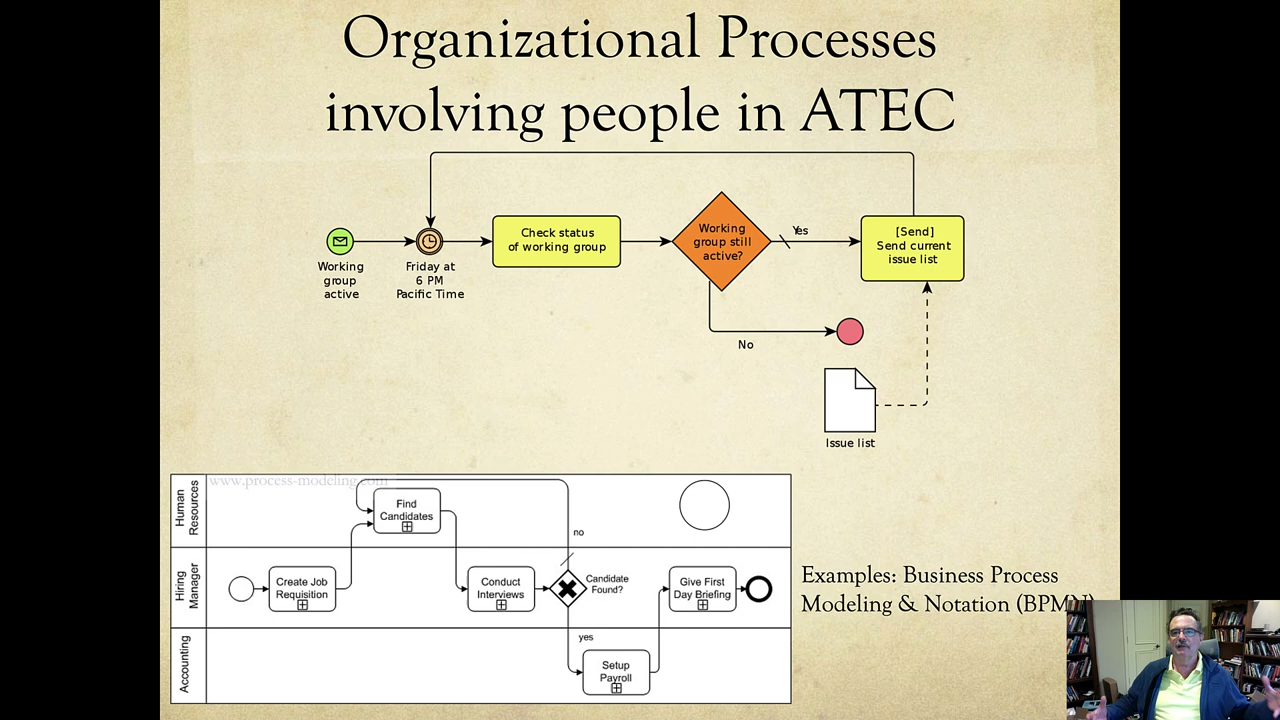 Organizational Processes
involving people in ATEC
Working
group
active
Friday at
6 PM
Pacific Time
Check status
of working group
Working
group still
active?
Yes
[Send]
Send current
issue list
No
Issue list
www.process-modeling.com
Human
Resources
Find
Candidates
no
Hiring
Manager
Create Job
Requisition
Conduct
Interviews
Candidate
Found?
Give First
Day Briefing
yes
Accounting
Setup
Payroll
Examples: Business Process
Modeling & Notation (BPMN)